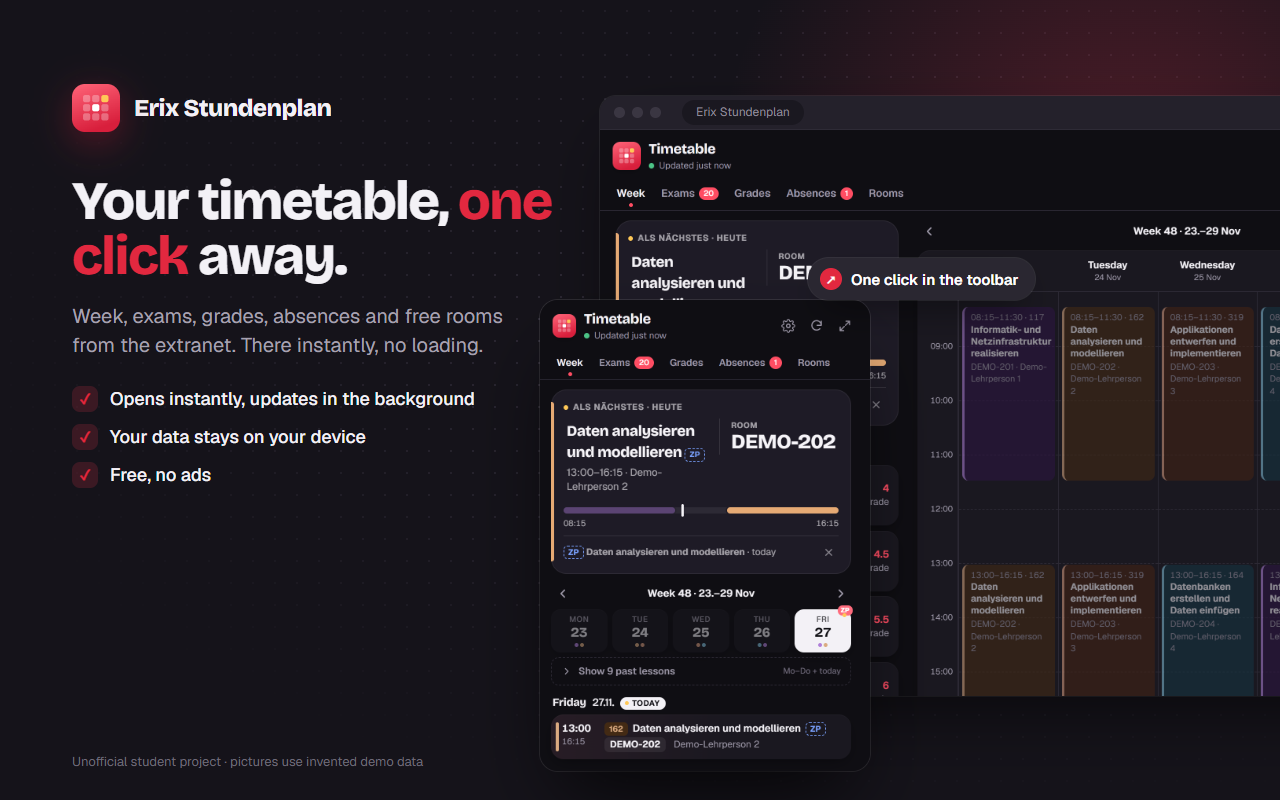 Erix Stundenplan
Your timetable, one
click away.
Week, exams, grades, absences and free rooms
from the extranet. There instantly, no loading.
Opens instantly, updates in the background
Your data stays on your device
Free, no ads
Unofficial student project · pictures use invented demo data
Erix Stundenplan
Timetable
Updated just now
Week Exams 20 Grades Absences 1 Rooms
ALS NÄCHSTES · HEUTE
Daten
analysieren und
ROOM
One click in the toolbar
6:15
4
rade
4.5
rade
5.5
rade
6
Week 48 · 23.–29 Nov
Tuesday
24 Nov
Wednesday
25 Nov
09:00
10:00
11:00
12:00
13:00
14:00
15:00
08:15–11:30 · 117
Informatik- und
Netzinfrastruktur
realisieren
DEMO-201 · Demo-
Lehrperson 1
08:15–11:30 · 162
Daten
analysieren und
modellieren
DEMO-202 ·
Demo-Lehrperson
2
08:15–11:30 · 319
Applikationen
entwerfen und
implementieren
DEMO-203 ·
Demo-Lehrperson
3
13:00–16:15 · 162
Daten
analysieren und
modellieren
DEMO-202 ·
Demo-Lehrperson
2
13:00–16:15 · 319
Applikationen
entwerfen und
implementieren
DEMO-203 ·
Demo-Lehrperson
3
13:00–16:15 · 164
Datenbanken
erstellen und
Daten einfügen
DEMO-204 ·
Demo-Lehrperson
4
Timetable
Updated just now
Week Exams 20 Grades Absences 1 Rooms
ALS NÄCHSTES · HEUTE
Daten analysieren
und modellieren ZP
13:00–16:15 · Demo-
Lehrperson 2
ROOM
DEMO-202
08:15 16:15
ZP Daten analysieren und modellieren · today
Week 48 · 23.–29 Nov
MON TUE WED THU FRI ZP
23 24 25 26 27
Show 9 past lessons Mo–Do + today
Friday 27.11. TODAY
13:00 162 Daten analysieren und modellieren ZP
16:15 DEMO-202 Demo-Lehrperson 2